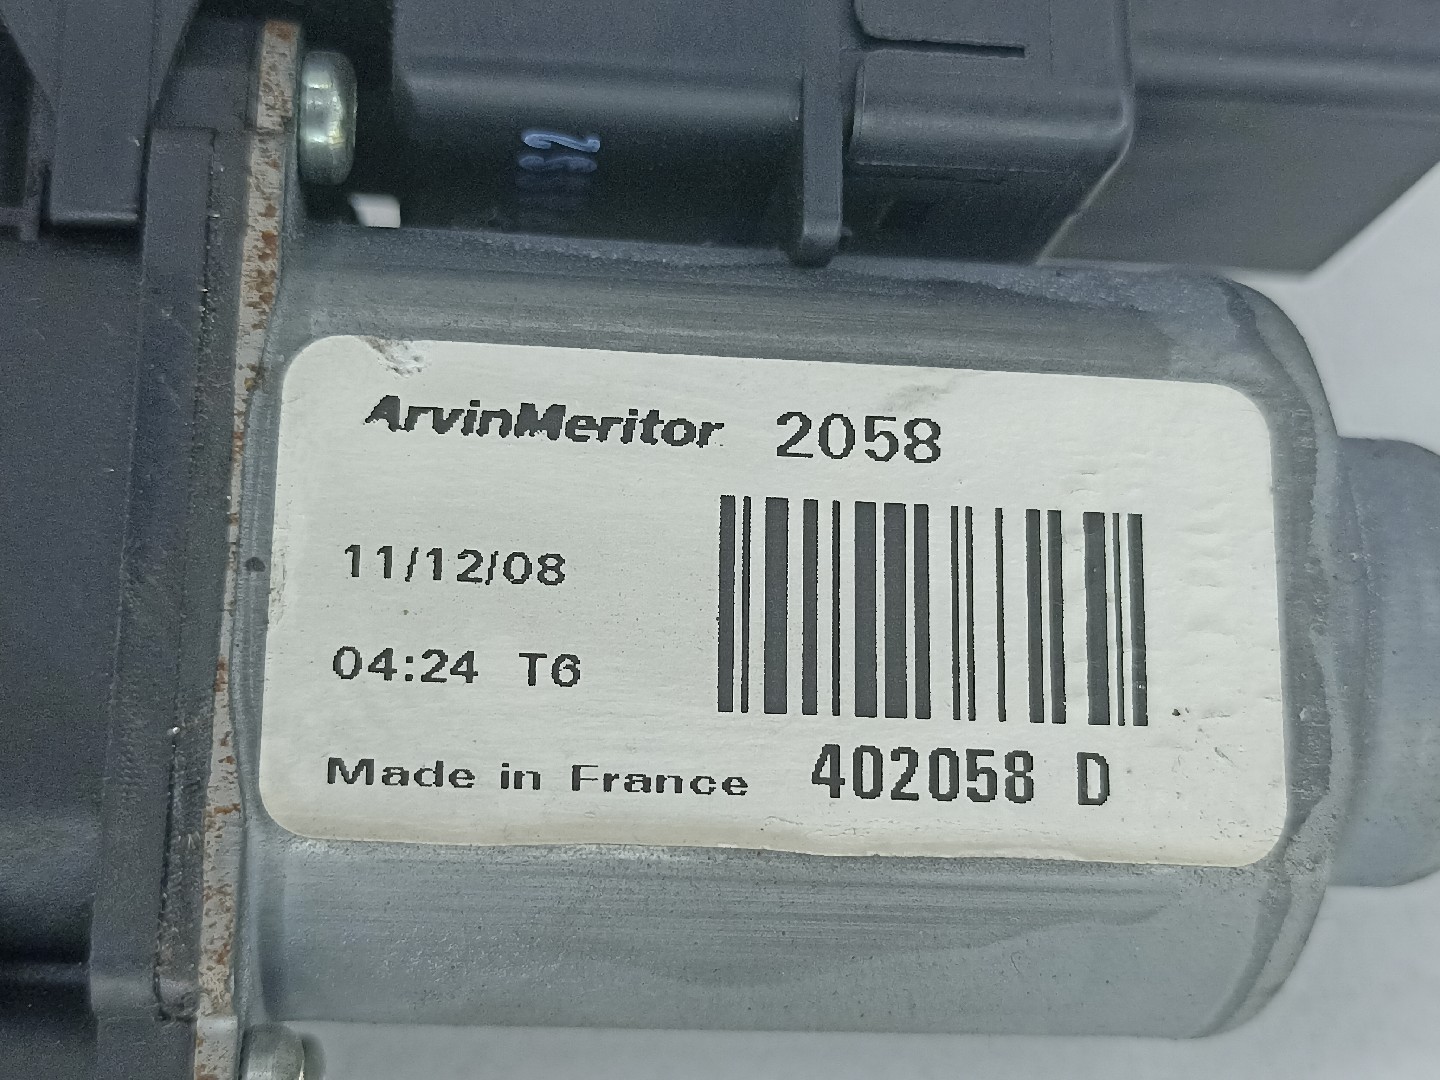 ArvinMeritor 2058
11/12/08
04:24 T6
Made in France 402058 D